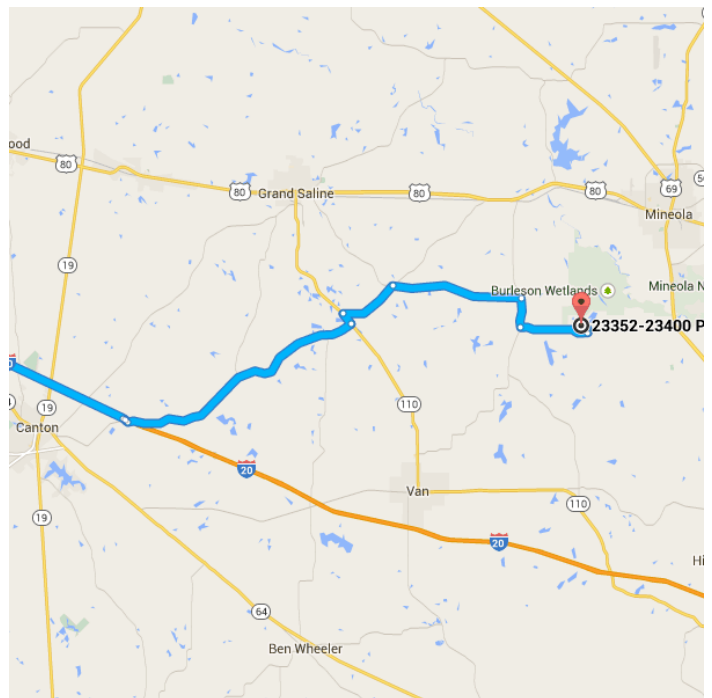 ood
80
80
80
80
69
Grand Saline
Mineola
19
Burleson Wetlands
Mineola N
23352-23400 P
19
Canton
110
20
Van
110
19
20
Hi
64
Ben Wheeler